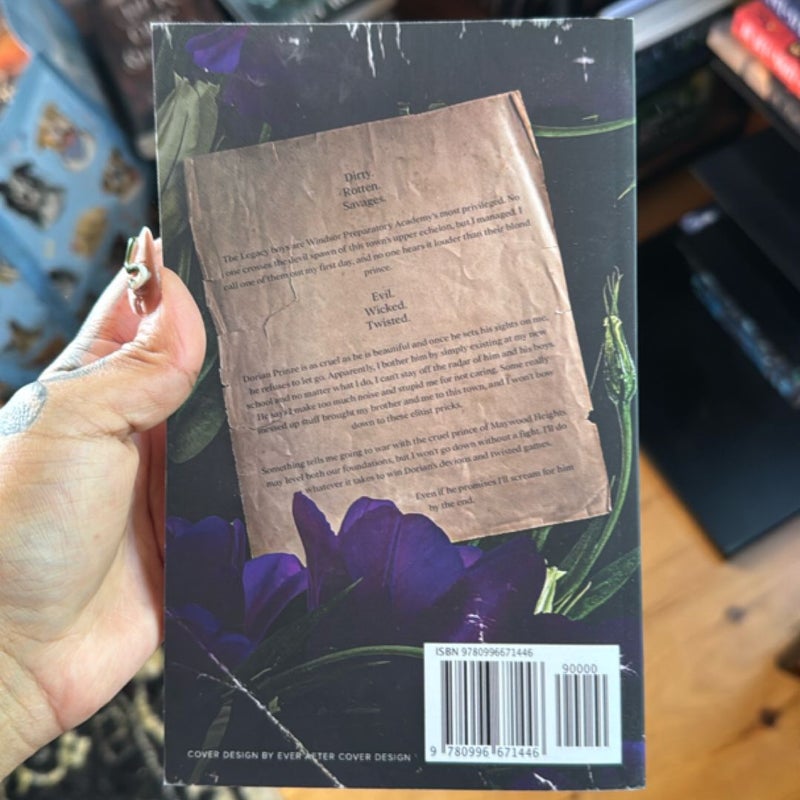 Dirty.
Rotten.
Savages.
The Legacy boys are Windsor Preparatory Academy's most privileged. No
one crosses the devil spawn of this town's upper echelon, but I managed. I
call one of them out my first day, and no one hears it louder than their blond
prince.
Evil.
Wicked.
Twisted.
Dorian Prinze is as cruel as he is beautiful and once he sets his sights on me,
he refuses to let go. Apparently, I bother him by simply existing at my new
school and no matter what I do, I can't stay off the radar of him and his boys.
He says I make too much noise and stupid me for not caring. Some really
messed up stuff brought my brother and me to this town, and I won't bow
down to these elitist pricks.
Something tells me going to war with the cruel prince of Maywood Heights
may level both our foundations, but I won't go down without a fight. I'll do
whatever it takes to win Dorian's devious and twisted games.
Even if he promises I'll scream for him
by the end.
ISBN 9780996671446
90000
9 780996 671446
COVER DESIGN BY EVER AFTER COVER DESIGN